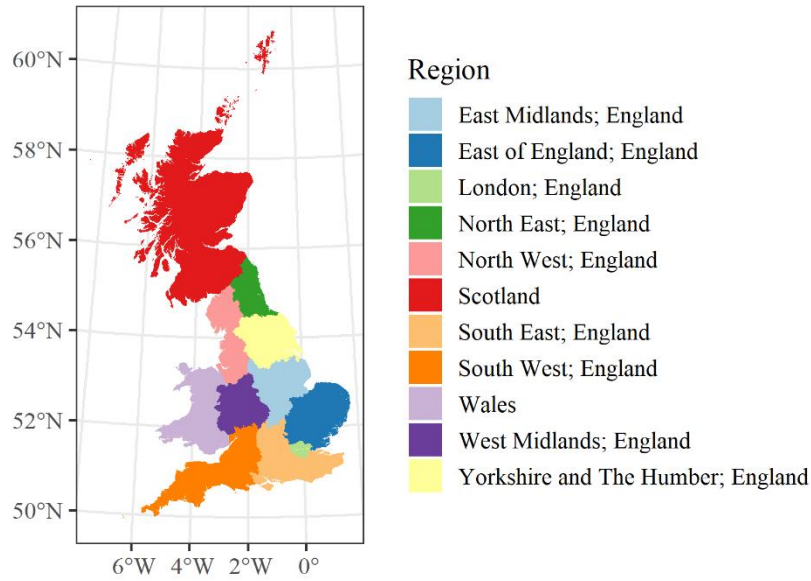 60°N
58°N
56°N
54°N
52°N
50°N
6°W 4°W 2°W 0°
Region
East Midlands; England
East of England; England
London; England
North East; England
North West; England
Scotland
South East; England
South West; England
Wales
West Midlands; England
Yorkshire and The Humber; England